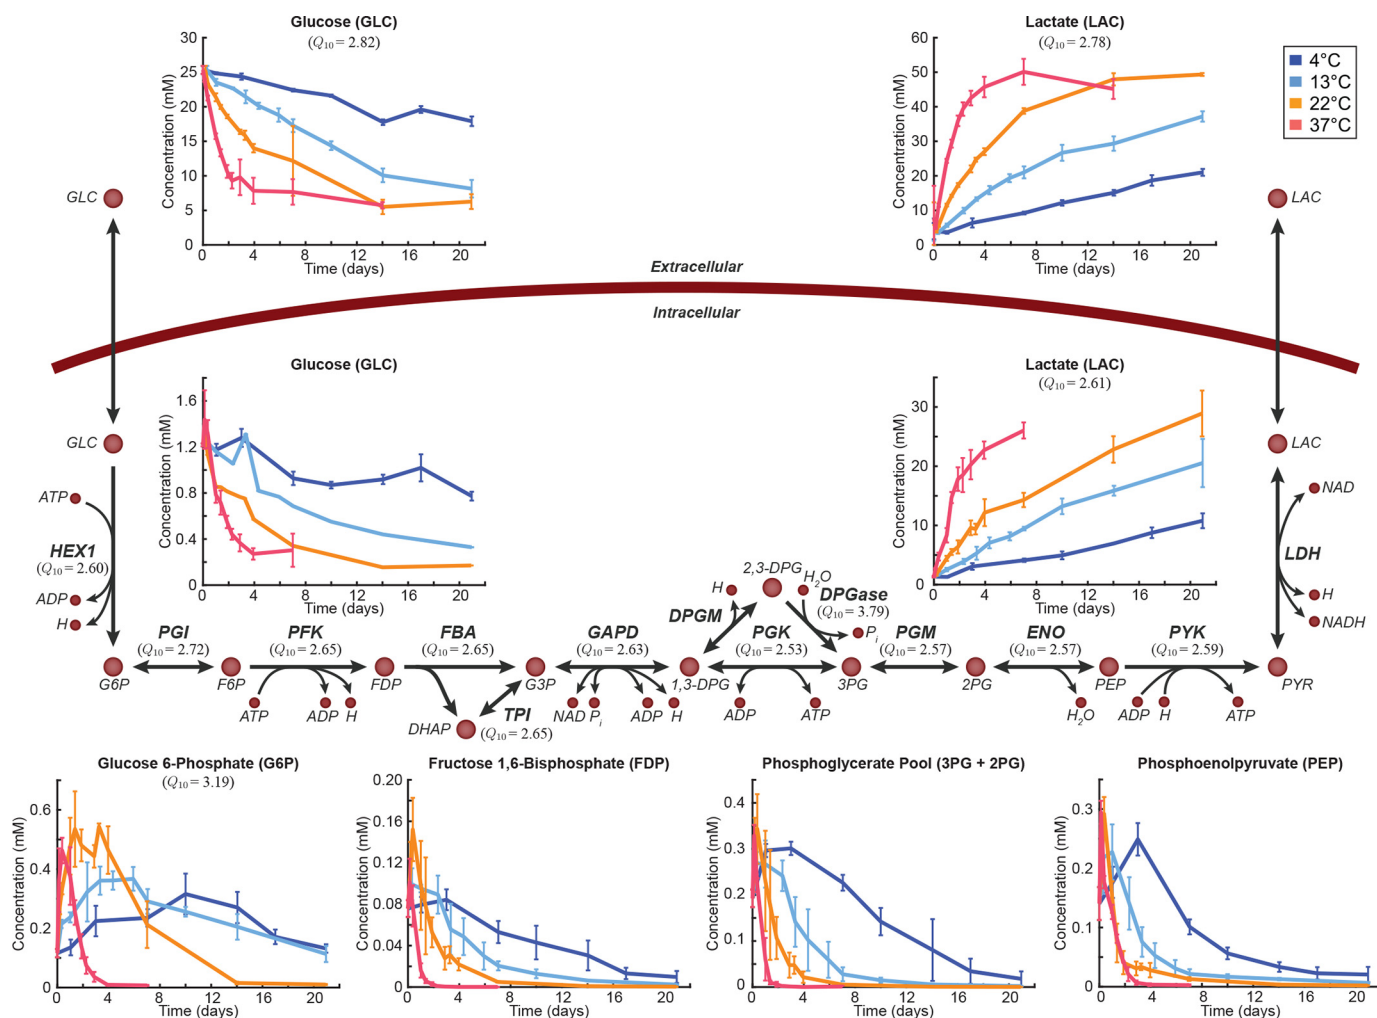 Glucose (GLC)
(Q10 = 2.82)
Concentration (mM)
30
25
20
15
10
5
0
0 4 8 12 16 20
Time (days)
Lactate (LAC)
(Q10 = 2.78)
Concentration (mM)
60
50
40
30
20
10
0
0 4 8 12 16 20
Time (days)
4°C
13°C
22°C
37°C
GLC
LAC
Extracellular
Intracellular
Glucose (GLC)
Concentration (mM)
1.6
1.2
0.8
0.4
0
0 4 8 12 16 20
Time (days)
Lactate (LAC)
(Q10 = 2.61)
Concentration (mM)
30
20
10
0
0 4 8 12 16 20
Time (days)
GLC
ATP
HEX1
(Q10 = 2.60)
ADP
H
LAC
NAD
LDH
H
NADH
2,3-DPG
H
H2O
DPGM
DPGase
(Q10 = 3.79)
Pi
PGI
(Q10 = 2.72)
PFK
(Q10 = 2.65)
FBA
(Q10 = 2.65)
GAPD
(Q10 = 2.63)
PGK
(Q10 = 2.53)
PGM
(Q10 = 2.57)
ENO
(Q10 = 2.57)
PYK
(Q10 = 2.59)
G6P
F6P
FDP
G3P
1,3-DPG
3PG
2PG
PEP
PYR
ATP
ADP
H
DHAP
TPI
(Q10 = 2.65)
NAD
Pi
ADP
H
ADP
ATP
H2O
ADP
H
ATP
Glucose 6-Phosphate (G6P)
(Q10 = 3.19)
Concentration (mM)
0.6
0.4
0.2
0
0 4 8 12 16 20
Time (days)
Fructose 1,6-Bisphosphate (FDP)
Concentration (mM)
0.20
0.16
0.12
0.08
0.04
0
0 4 8 12 16 20
Time (days)
Phosphoglycerate Pool (3PG + 2PG)
Concentration (mM)
0.4
0.3
0.2
0.1
0
0 4 8 12 16 20
Time (days)
Phosphoenolpyruvate (PEP)
Concentration (mM)
0.3
0.2
0.1
0
0 4 8 12 16 20
Time (days)